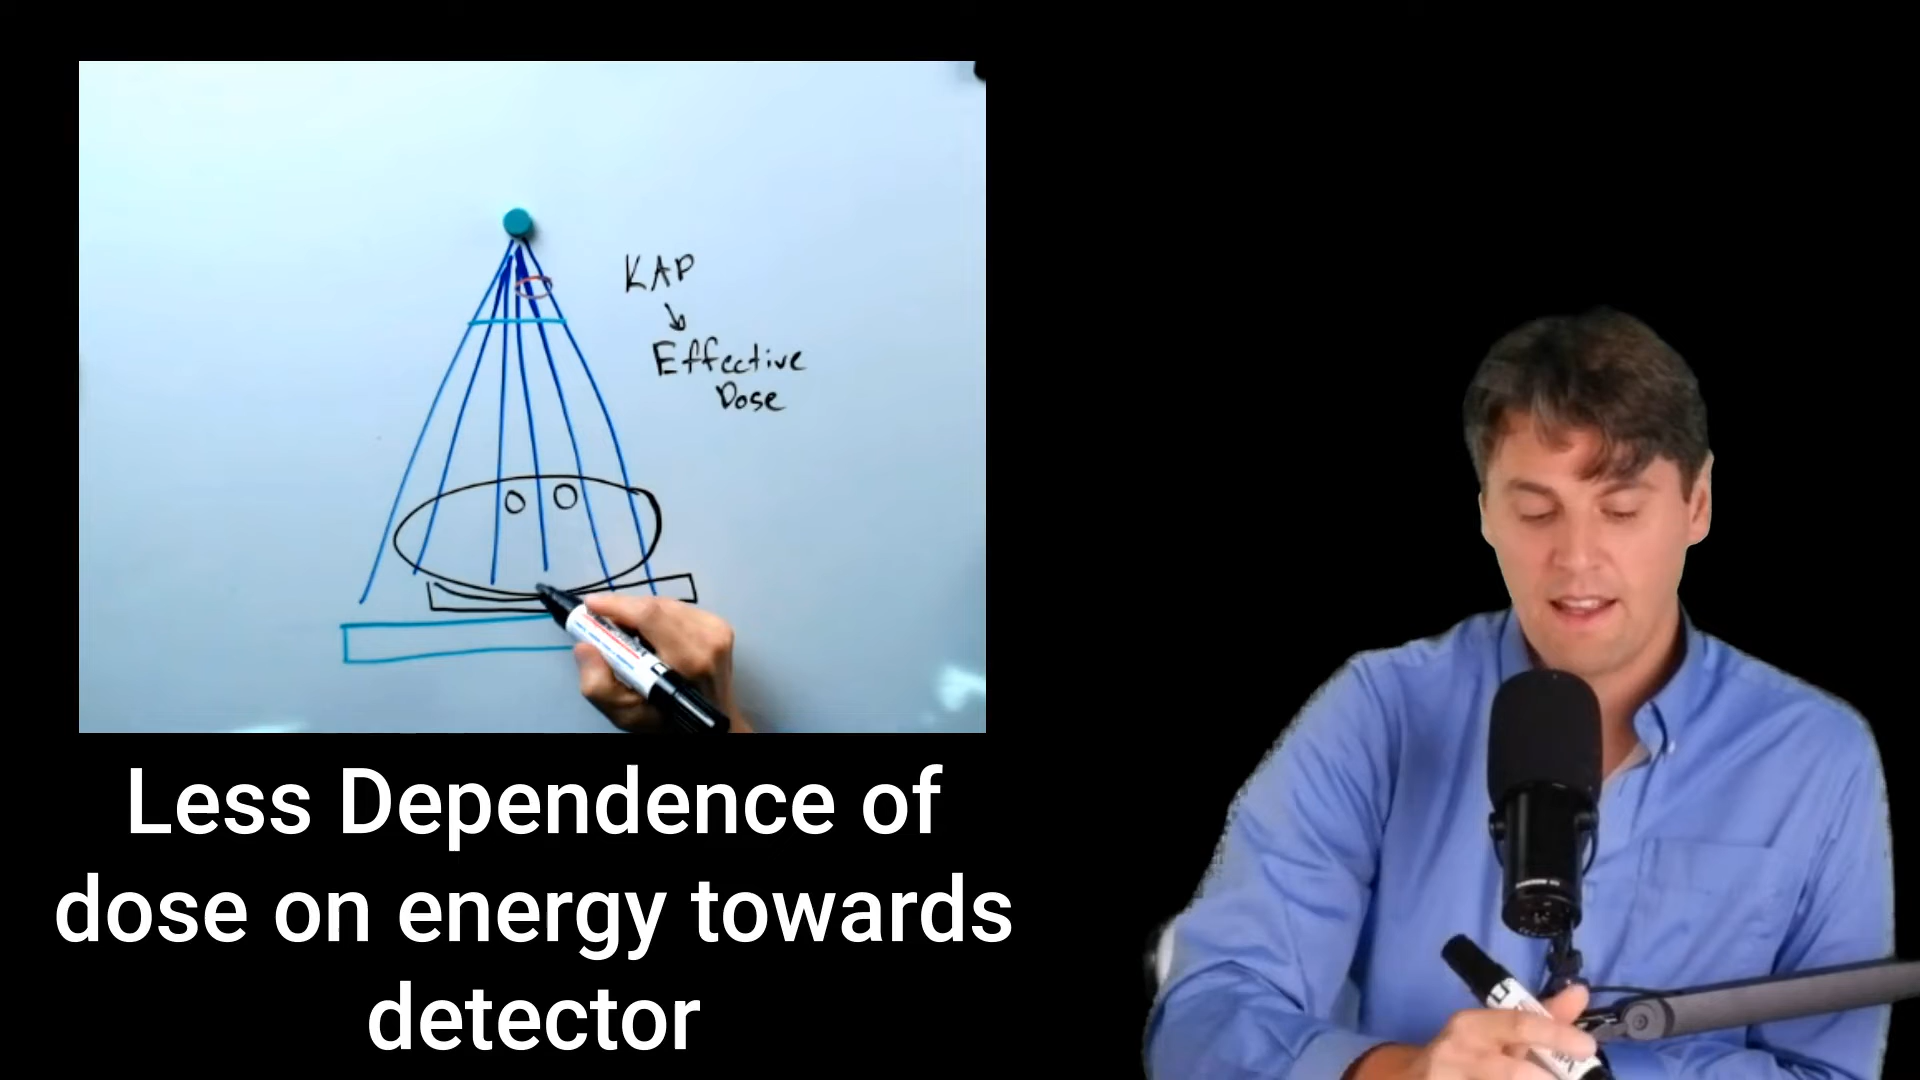 KAP
Effective
Dose
Less Dependence of
dose on energy towards
detector